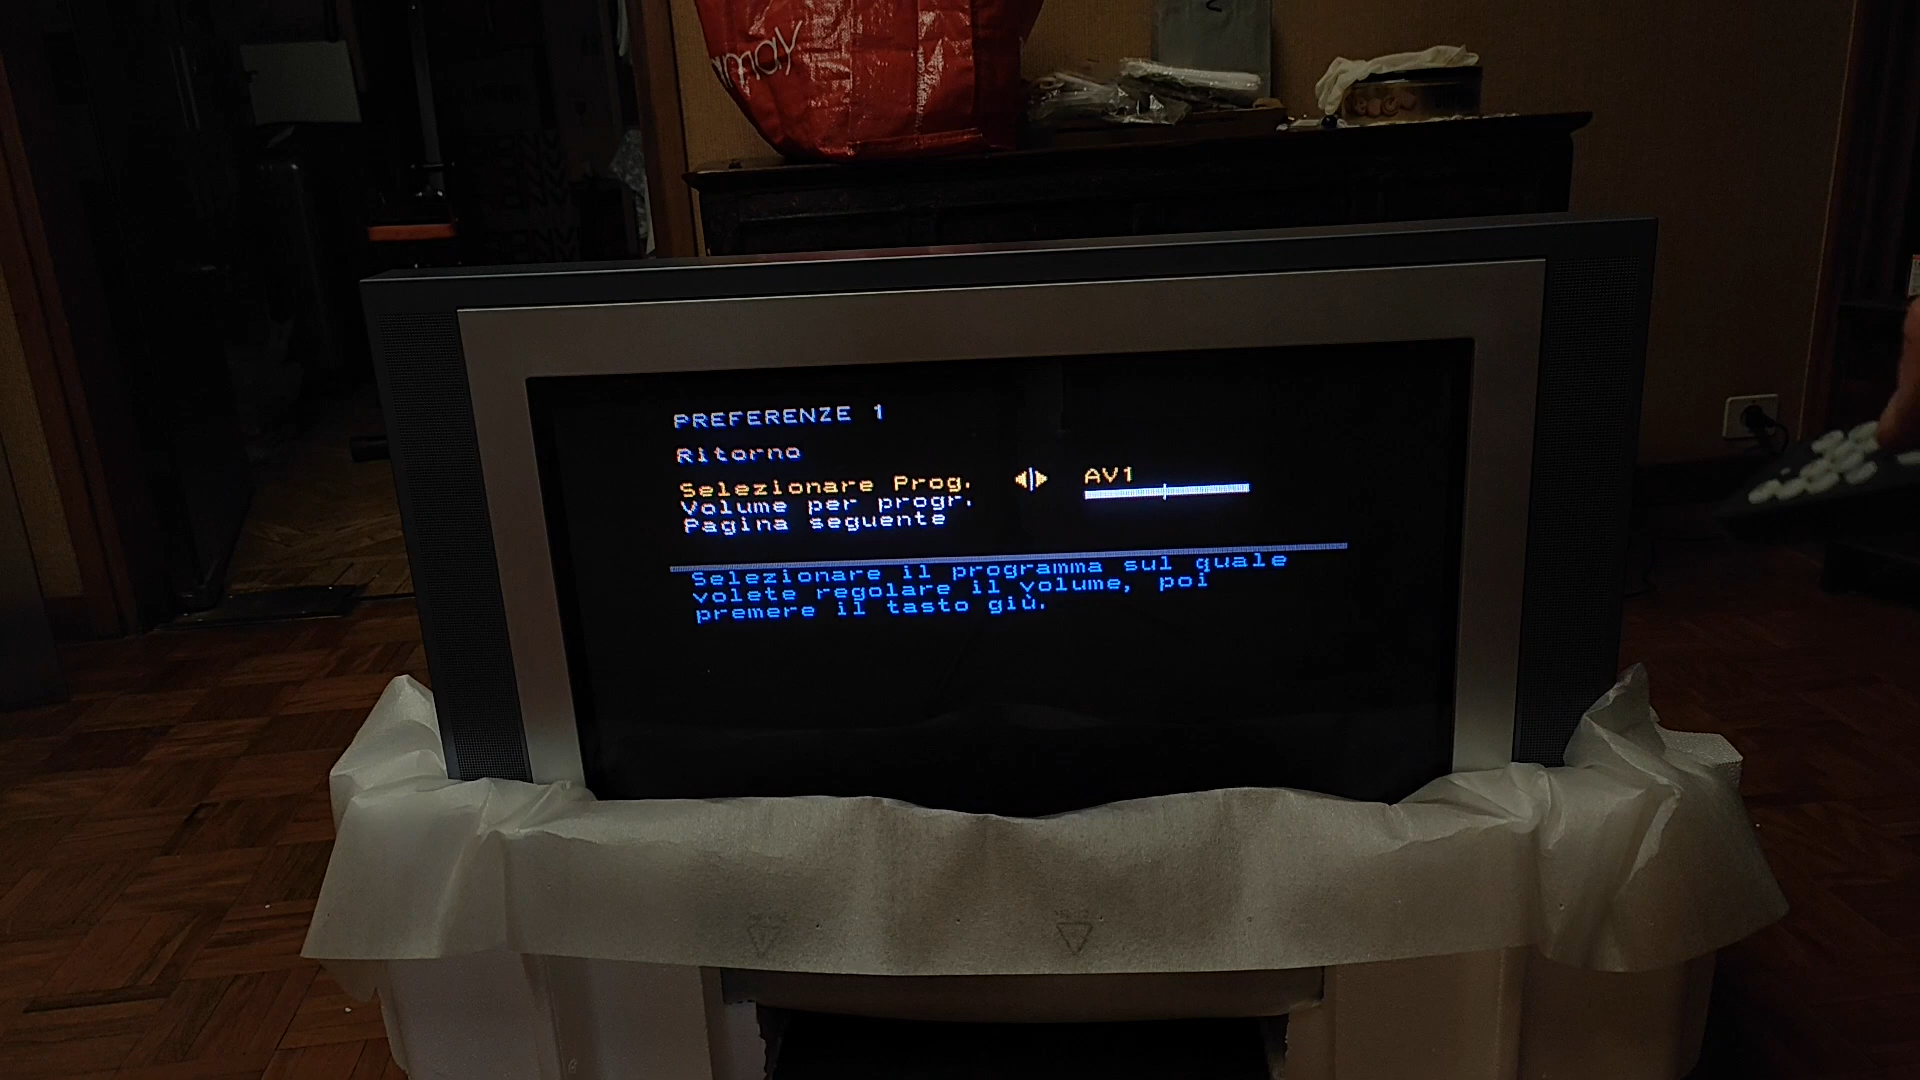 may
PREFERENZE 1
Ritorno
Selezionare Prog. AV1
Volume per progr.
Pagina seguente
Selezionare il programma sul quale
volete regolare il volume, poi
premere il tasto giù.